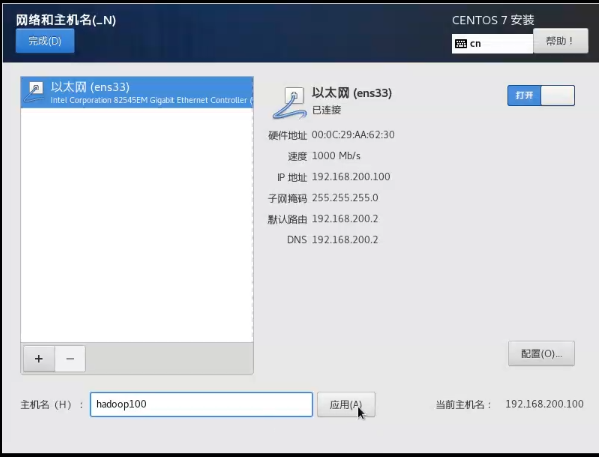 网络和主机名(_N)
CENTOS 7 安装
完成(D)
cn
帮助！
以太网 (ens33)
Intel Corporation 82545EM Gigabit Ethernet Controller (
以太网 (ens33)
已连接
打开
硬件地址 00:0C:29:AA:62:30
速度 1000 Mb/s
IP 地址 192.168.200.100
子网掩码 255.255.255.0
默认路由 192.168.200.2
DNS 192.168.200.2
+
−
配置(O)...
主机名（H）： hadoop100
应用(A)
当前主机名： 192.168.200.100